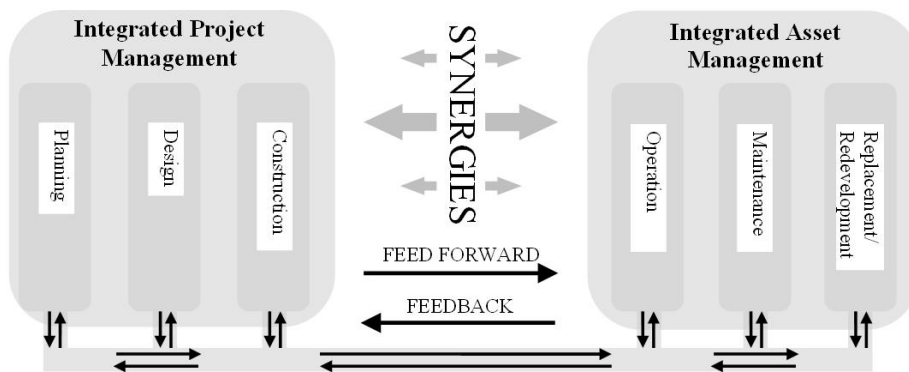 Integrated Project
Management
Planning
Design
Construction
SYNERGIES
FEED FORWARD
FEEDBACK
Integrated Asset
Management
Operation
Maintenance
Replacement/
Redevelopment